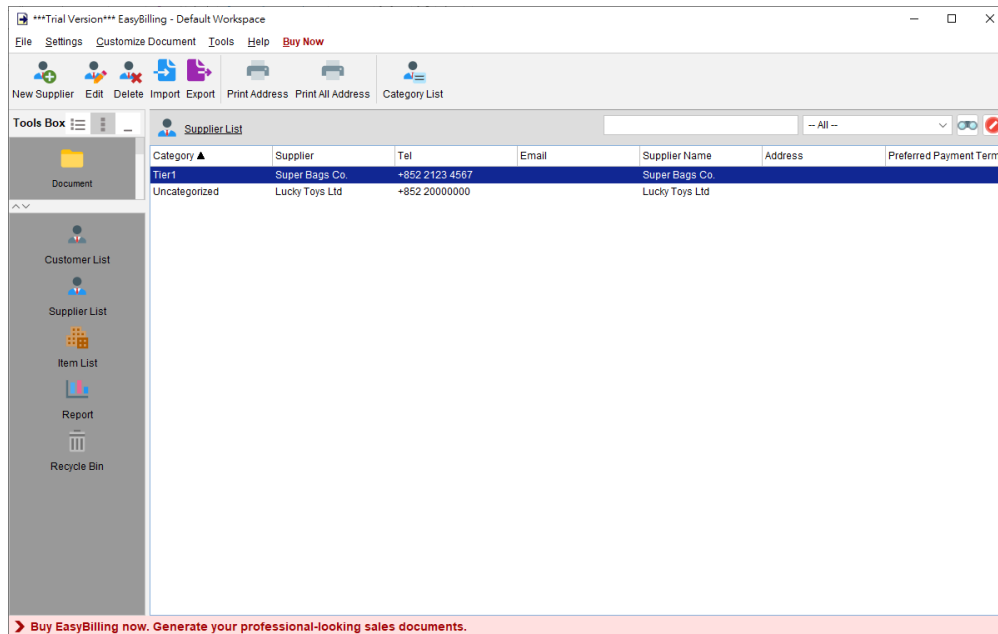 ***Trial Version*** EasyBilling - Default Workspace
File Settings Customize Document Tools Help Buy Now
New Supplier Edit Delete Import Export Print Address Print All Address Category List
Tools Box
Supplier List
-- All --
Document
Category ▲ Supplier Tel Email Supplier Name Address Preferred Payment Term
Tier1 Super Bags Co. +852 2123 4567 Super Bags Co.
Uncategorized Lucky Toys Ltd +852 20000000 Lucky Toys Ltd
Customer List
Supplier List
Item List
Report
Recycle Bin
Buy EasyBilling now. Generate your professional-looking sales documents.